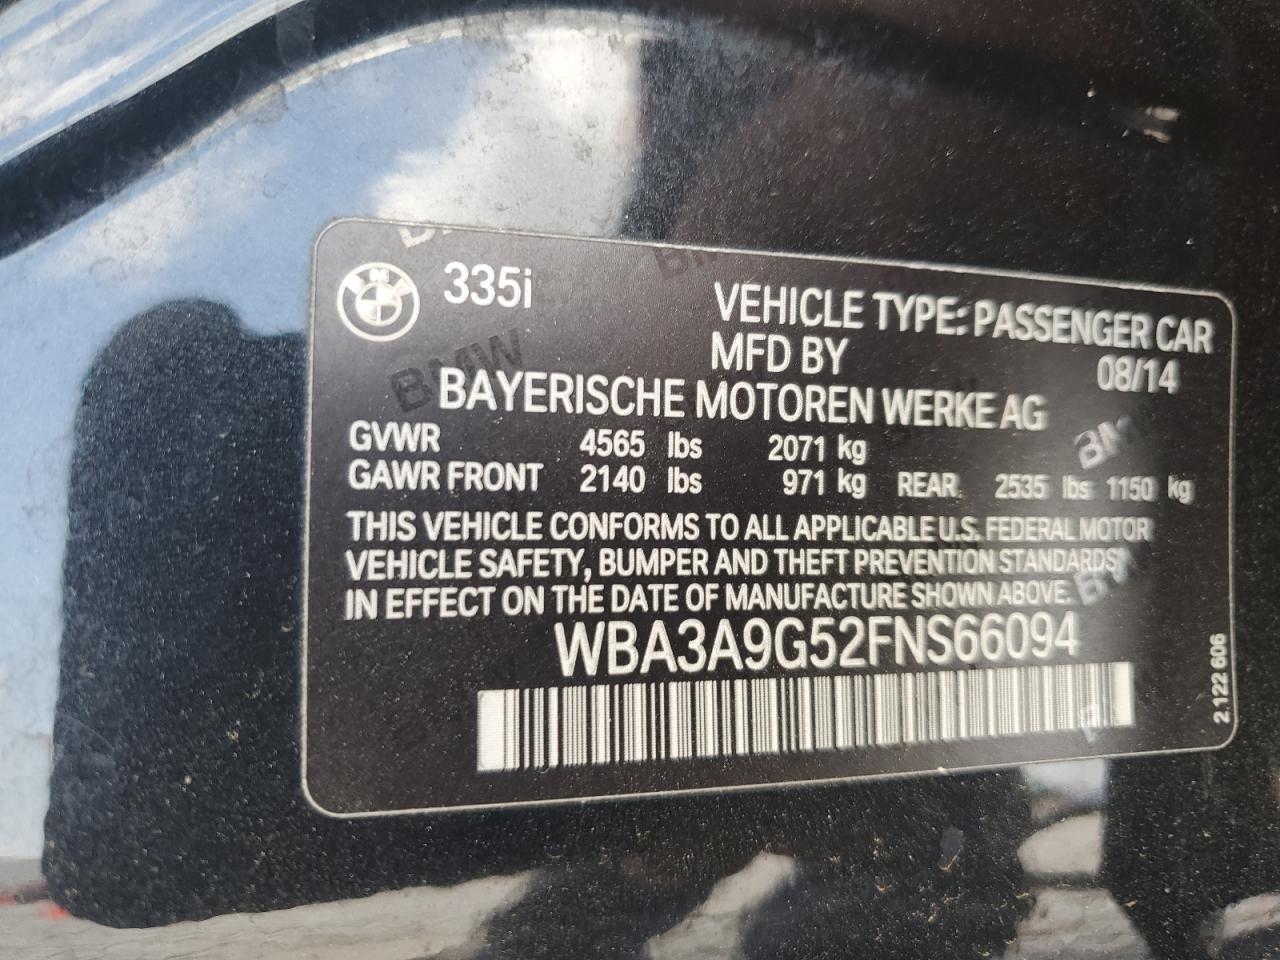 335i
VEHICLE TYPE: PASSENGER CAR
MFD BY 08/14
BAYERISCHE MOTOREN WERKE AG
GVWR 4565 lbs 2071 kg
GAWR FRONT 2140 lbs 971 kg REAR 2535 lbs 1150 kg
THIS VEHICLE CONFORMS TO ALL APPLICABLE U.S. FEDERAL MOTOR
VEHICLE SAFETY, BUMPER AND THEFT PREVENTION STANDARDS
IN EFFECT ON THE DATE OF MANUFACTURE SHOWN ABOVE.
WBA3A9G52FNS66094
2.122 606
BMW